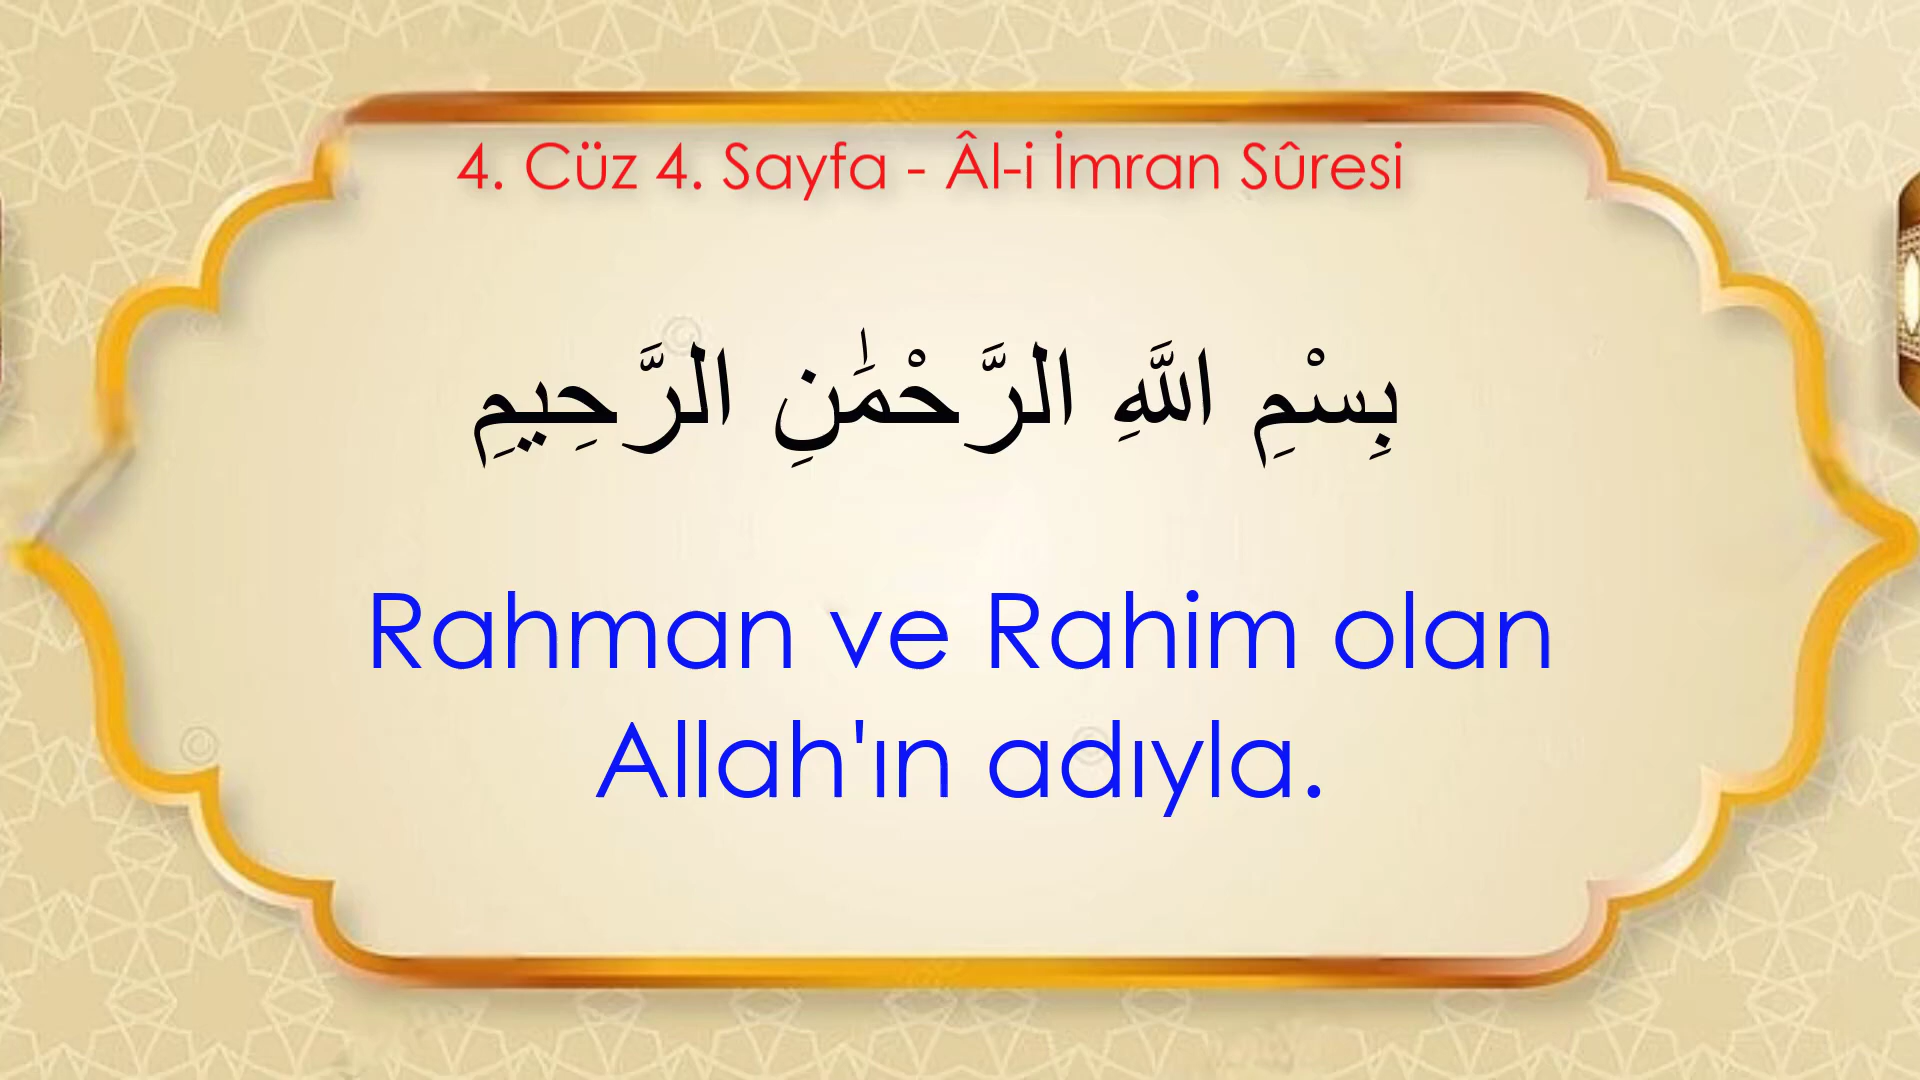 4. Cüz 4. Sayfa - Âl-i İmran Sûresi
بِسْمِ اللَّهِ الرَّحْمَٰنِ الرَّحِيمِ
Rahman ve Rahim olan
Allah'ın adıyla.